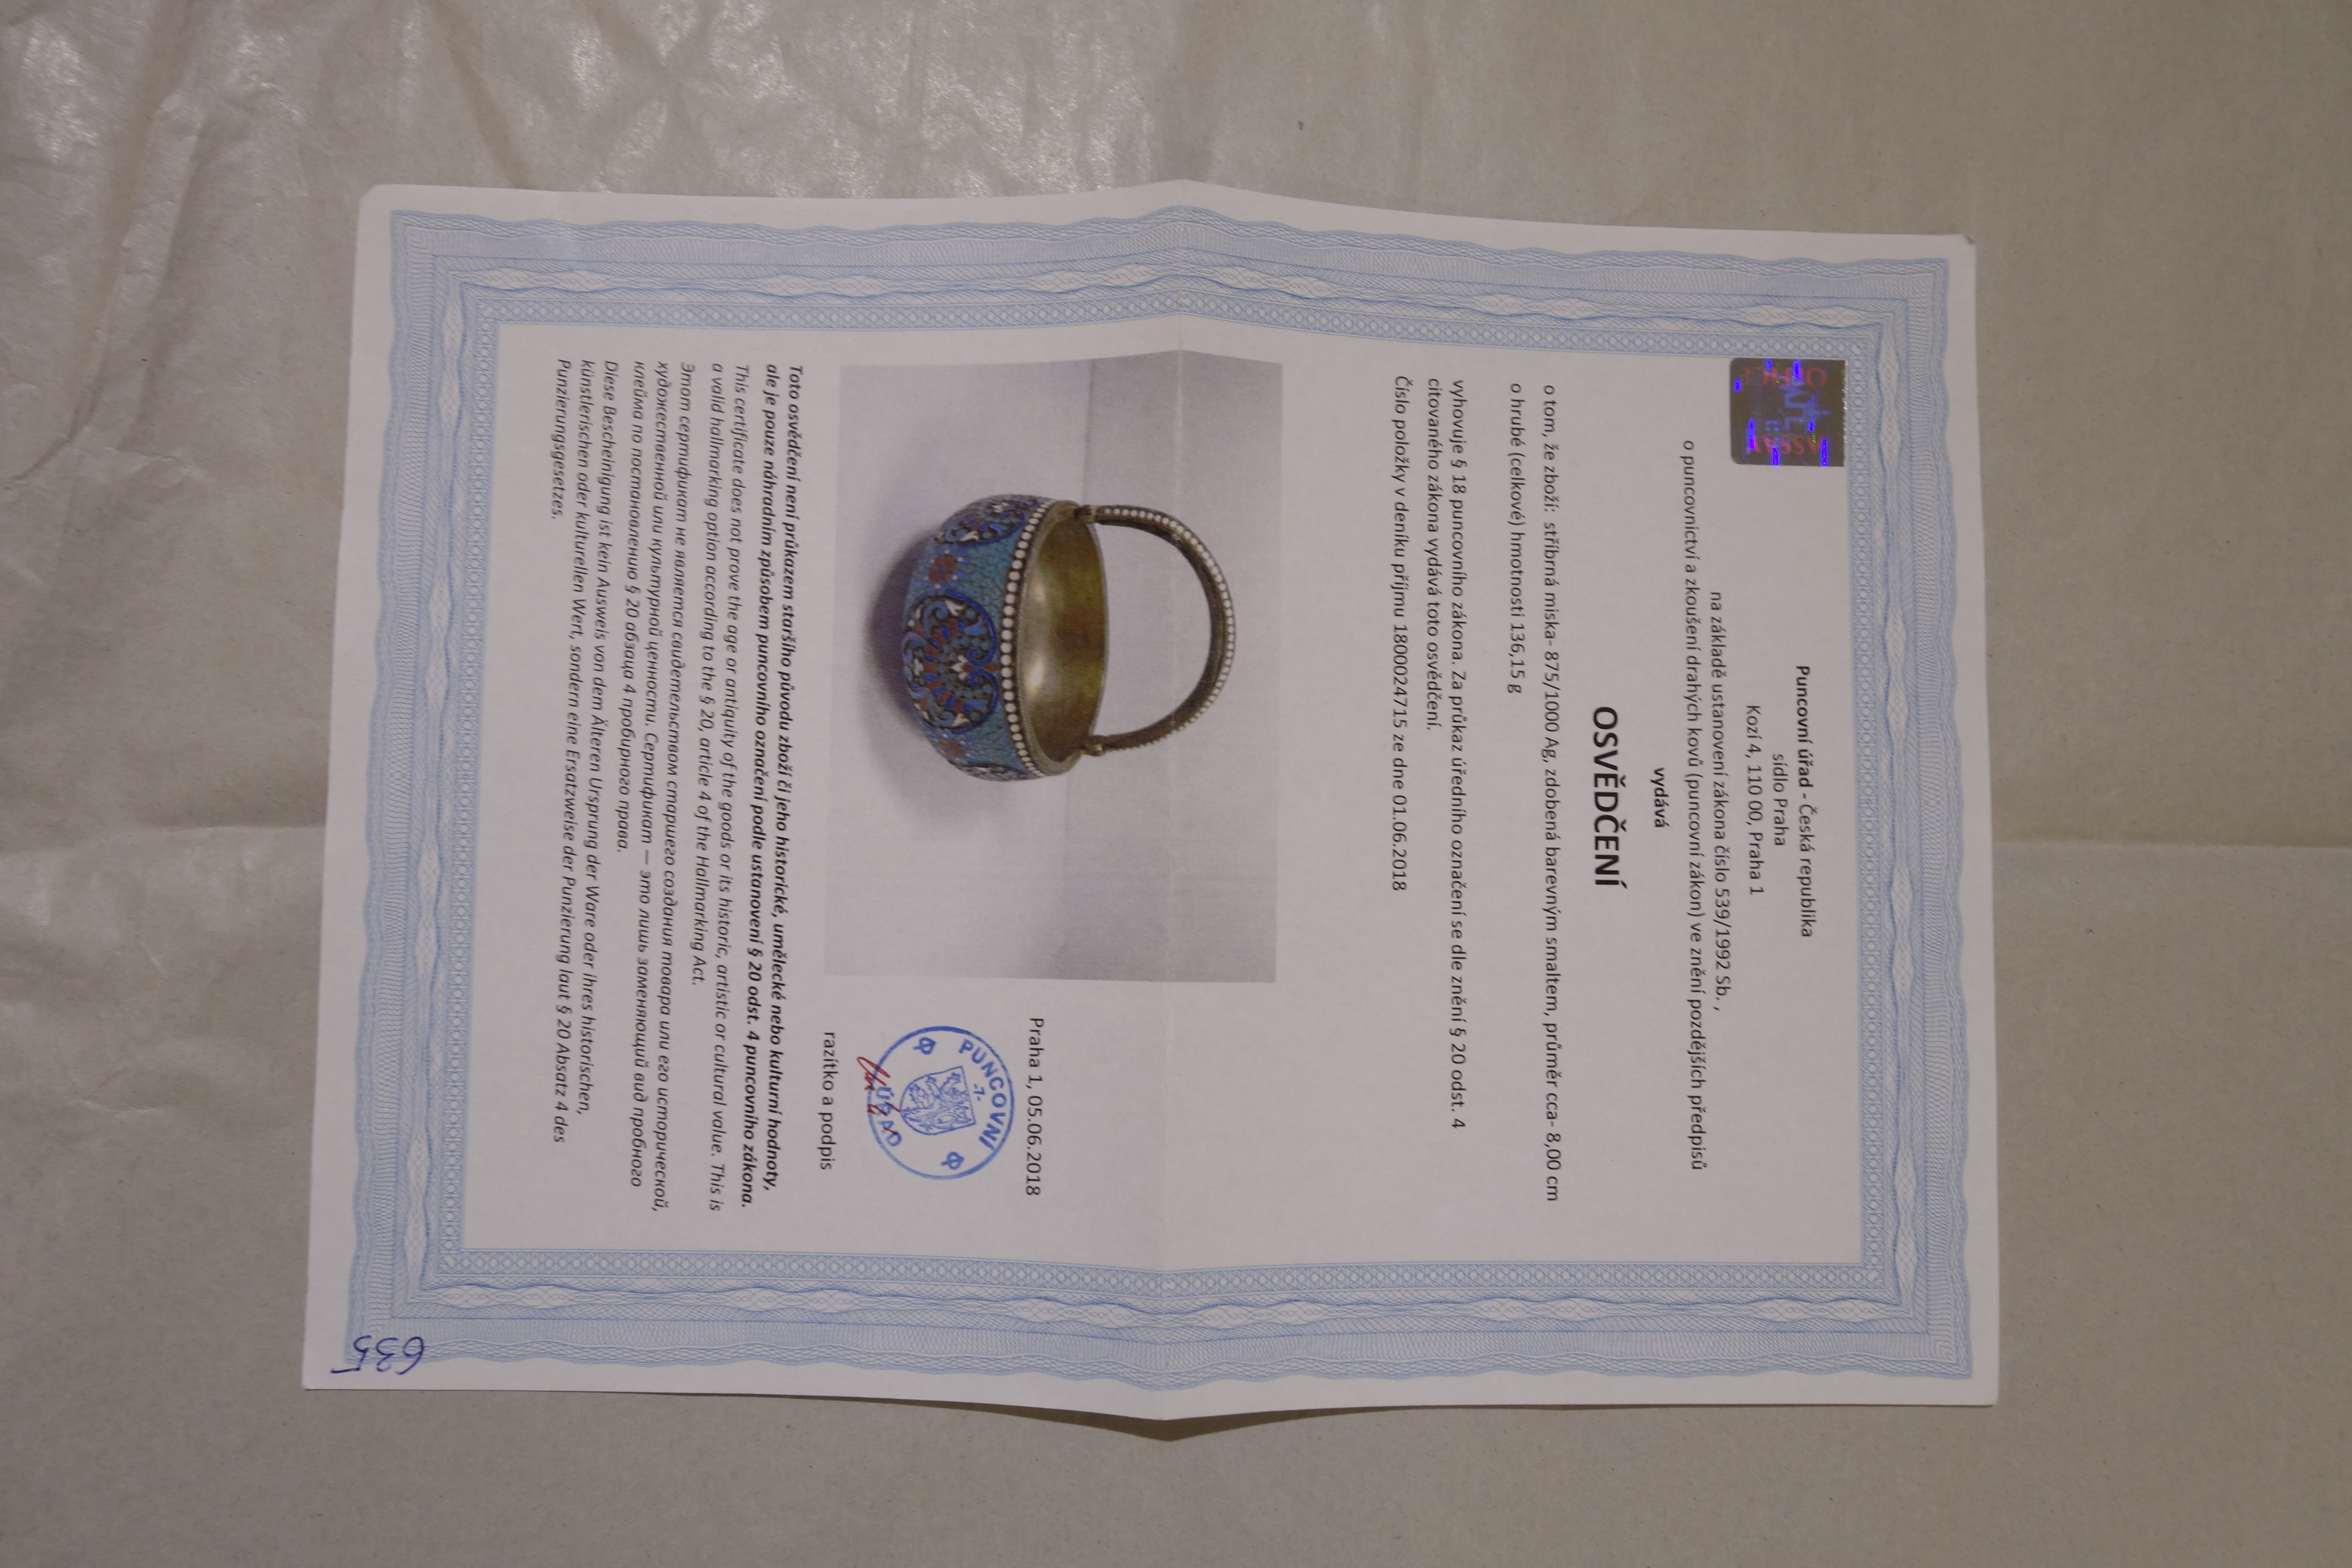 Puncovní úřad - Česká republika
sídlo Praha
Kozí 4, 110 00, Praha 1
na základě ustanovení zákona číslo 539/1992 Sb. ,
o puncovnictví a zkoušení drahých kovů (puncovní zákon) ve znění pozdějších předpisů
vydává
OSVĚDČENÍ
o tom, že zboží: stříbrná miska- 875/1000 Ag, zdobená barevným smaltem, průměr cca- 8,00 cm
o hrubé (celkové) hmotnosti 136,15 g
vyhovuje § 18 puncovního zákona. Za průkaz úředního označení se dle znění § 20 odst. 4
citovaného zákona vydává toto osvědčení.
Číslo položky v deníku příjmu 1800024715 ze dne 01.06.2018
Praha 1, 05.06.2018
PUNCOVNÍ
-7-
ÚŘAD
razítko a podpis
Toto osvědčení není průkazem staršího původu zboží či jeho historické, umělecké nebo kulturní hodnoty,
ale je pouze náhradním způsobem puncovního označení podle ustanovení § 20 odst. 4 puncovního zákona.
This certificate does not prove the age or antiquity of the goods or its historic, artistic or cultural value. This is
a valid hallmarking option according to the § 20, article 4 of the Hallmarking Act.
Этот сертификат не является свидетельством старшего создания товара или его исторической,
художественной или культурной ценности. Сертификат — это лишь заменяющий вид пробного
клейма по постановлению § 20 абзаца 4 пробирного права.
Diese Bescheinigung ist kein Ausweis von dem Älteren Ursprung der Ware oder ihres historischen,
künstlerischen oder kulturellen Wert, sondern eine Ersatzweise der Punzierung laut § 20 Absatz 4 des
Punzierungsgesetzes.
635